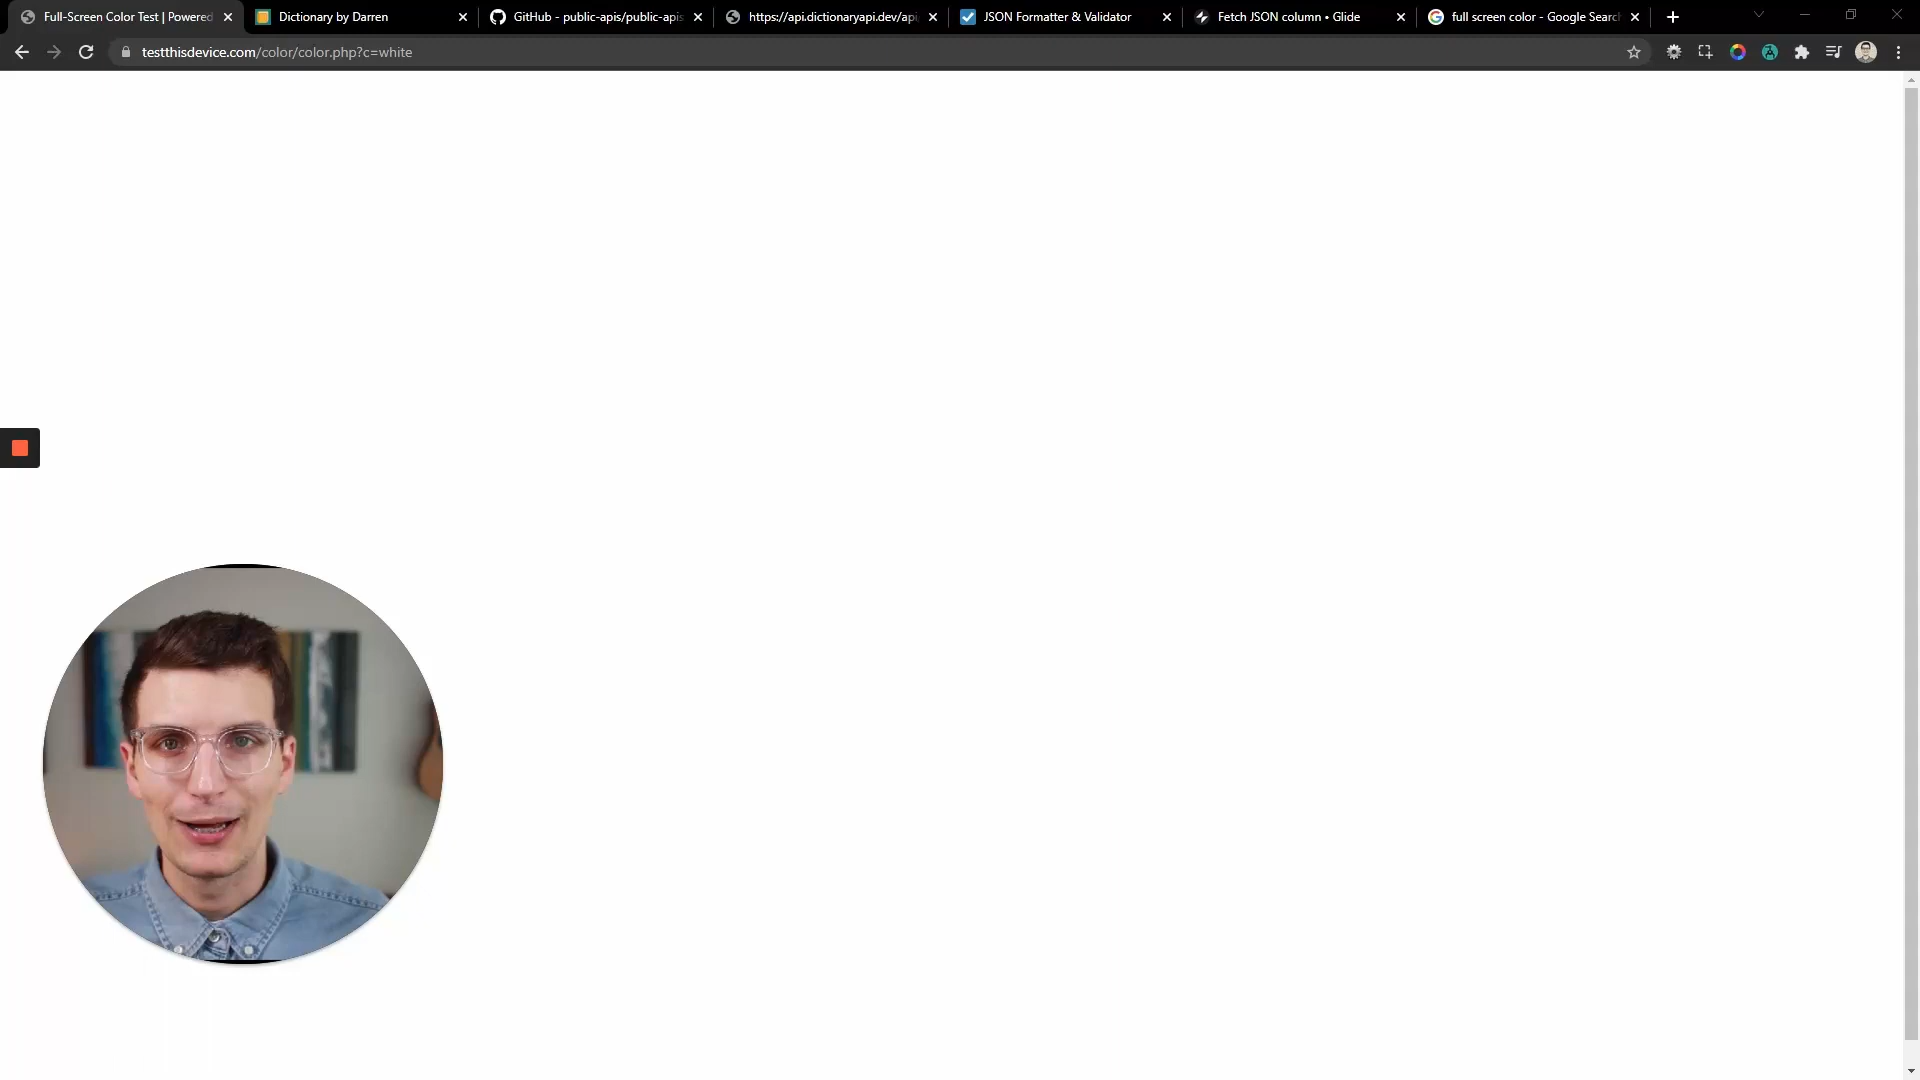 Full-Screen Color Test | Powered
Dictionary by Darren
GitHub - public-apis/public-apis
https://api.dictionaryapi.dev/api
JSON Formatter & Validator
Fetch JSON column • Glide
full screen color - Google Search
testthisdevice.com/color/color.php?c=white